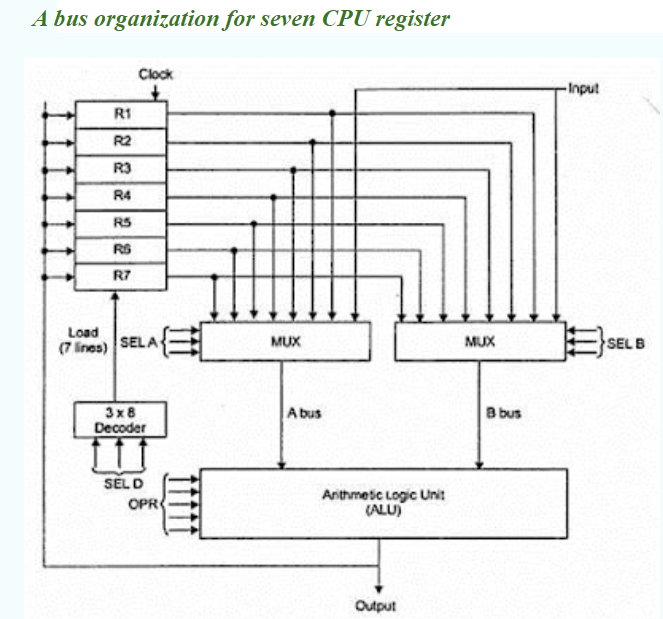 A bus organization for seven CPU register
Clock
Input
R1
R2
R3
R4
R5
R6
R7
Load
(7 lines)
SEL A
MUX
MUX
SEL B
3 x 8
Decoder
A bus
B bus
SEL D
OPR
Arithmetic Logic Unit
(ALU)
Output